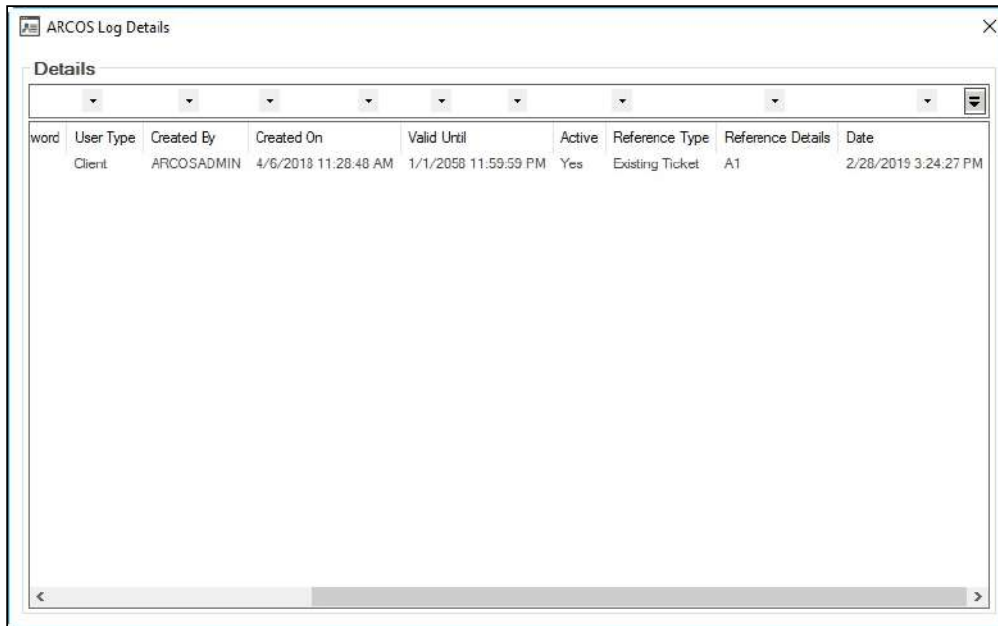 ARCOS Log Details
Details
word User Type Created By Created On Valid Until Active Reference Type Reference Details Date
Client ARCOSADMIN 4/6/2018 11:28:48 AM 1/1/2058 11:59:59 PM Yes Existing Ticket A1 2/28/2019 3:24:27 PM